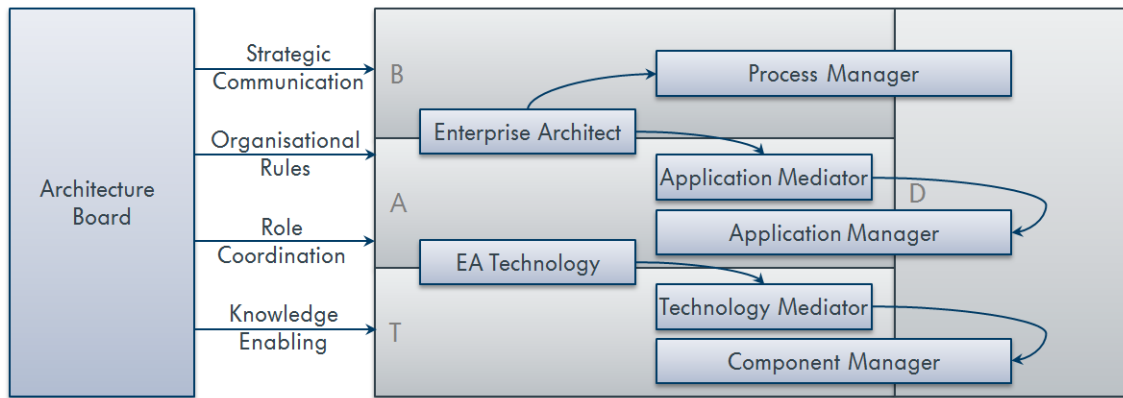 Architecture
Board
Strategic
Communication
Organisational
Rules
Role
Coordination
Knowledge
Enabling
B
Process Manager
Enterprise Architect
A
Application Mediator
D
Application Manager
EA Technology
T
Technology Mediator
Component Manager